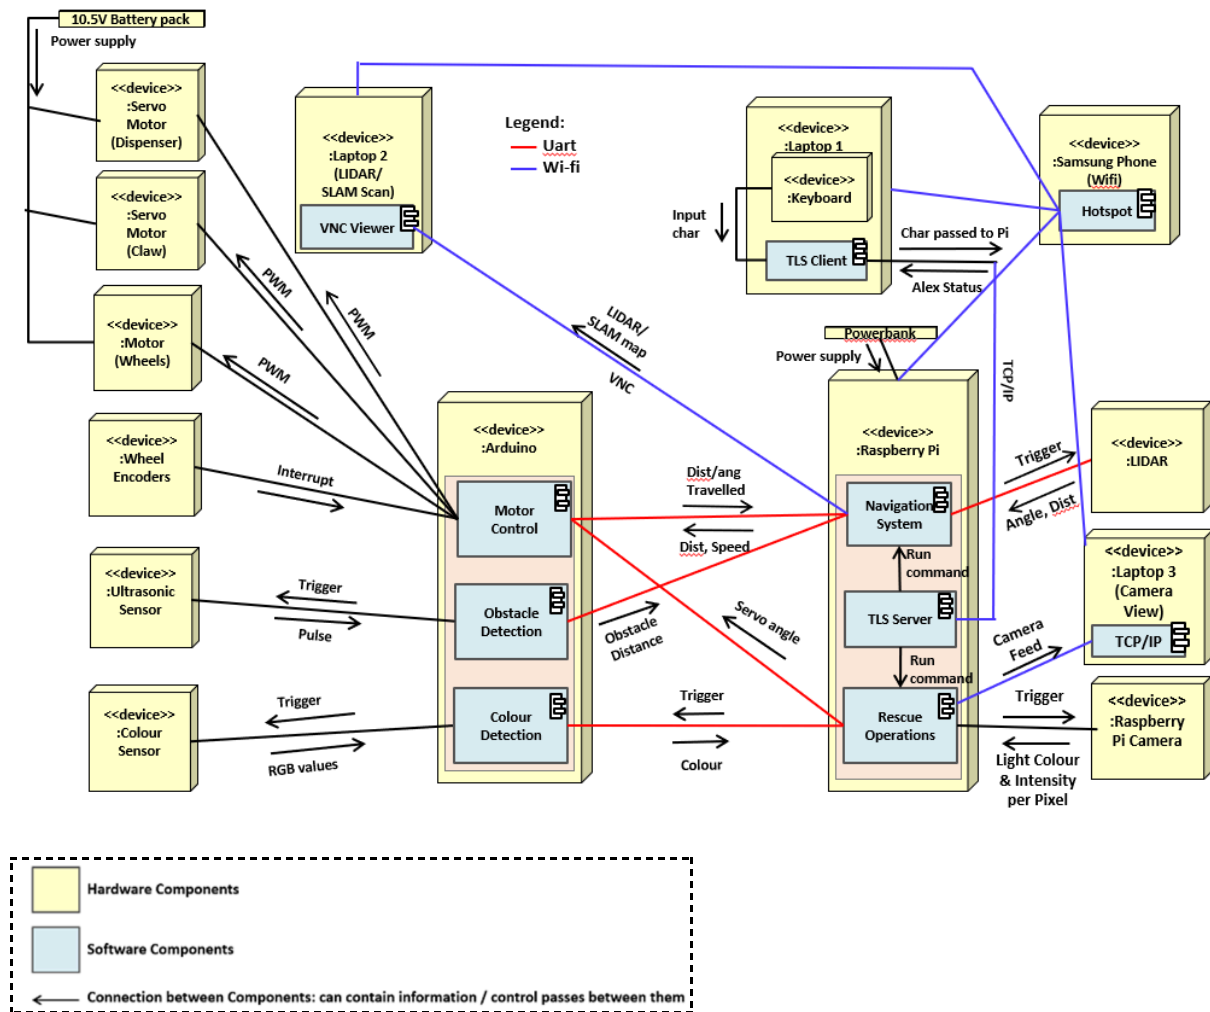 10.5V Battery pack
Power supply
<<device>>
:Servo
Motor
(Dispenser)
<<device>>
:Servo
Motor
(Claw)
<<device>>
:Motor
(Wheels)
<<device>>
:Wheel
Encoders
<<device>>
:Ultrasonic
Sensor
<<device>>
:Colour
Sensor
<<device>>
:Laptop 2
(LIDAR/
SLAM Scan)
VNC Viewer
Legend:
Uart
Wi-fi
<<device>>
:Laptop 1
<<device>>
:Keyboard
Input
char
TLS Client
Char passed to Pi
Alex Status
<<device>>
:Samsung Phone
(Wifi)
Hotspot
PWM
PWM
PWM
LIDAR/
SLAM map
VNC
Powerbank
Power supply
TCP/IP
Interrupt
Trigger
Pulse
Trigger
RGB values
<<device>>
:Arduino
Motor
Control
Obstacle
Detection
Colour
Detection
Dist/ang
Travelled
Dist, Speed
Obstacle
Distance
Servo angle
Trigger
Colour
<<device>>
:Raspberry Pi
Navigation
System
Run
command
TLS Server
Run
command
Rescue
Operations
Trigger
Angle, Dist
<<device>>
:LIDAR
Camera
Feed
<<device>>
:Laptop 3
(Camera
View)
TCP/IP
Trigger
Light Colour
& Intensity
per Pixel
<<device>>
:Raspberry
Pi Camera
Hardware Components
Software Components
Connection between Components: can contain information / control passes between them